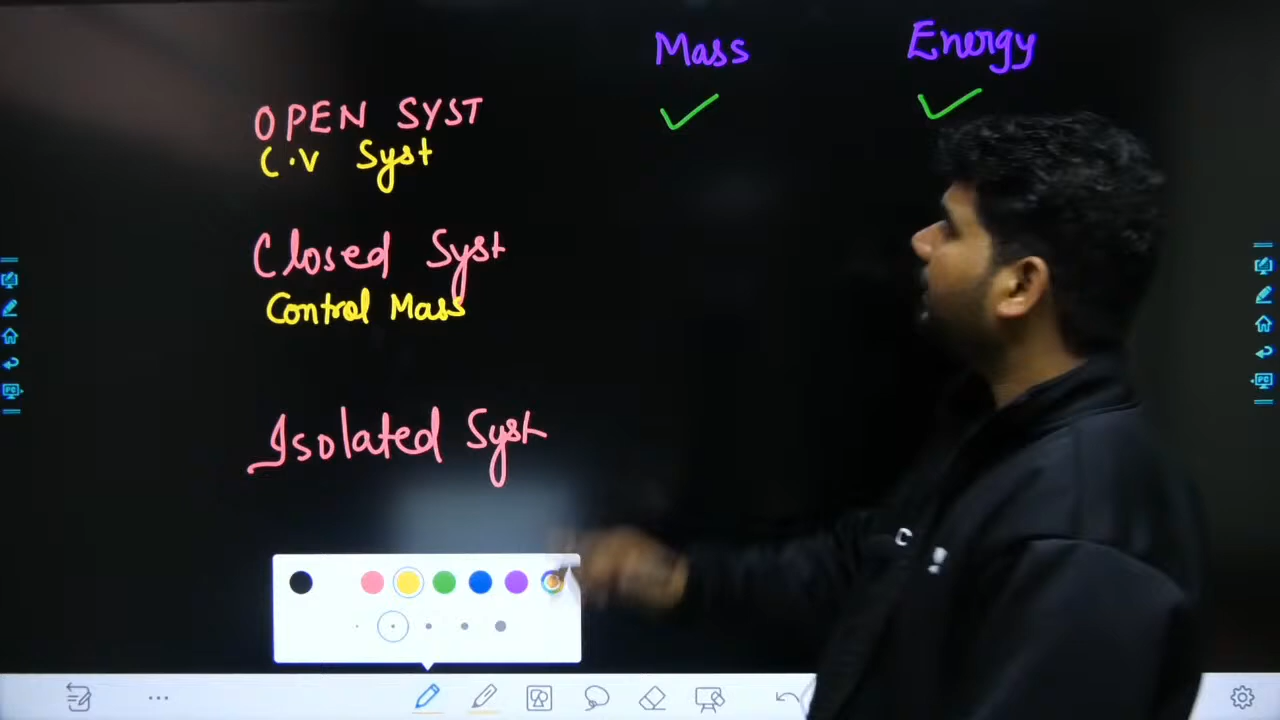 Mass Energy
OPEN SYST ✓ ✓
C.V Syst
Closed Syst
Control Mass
Isolated Syst